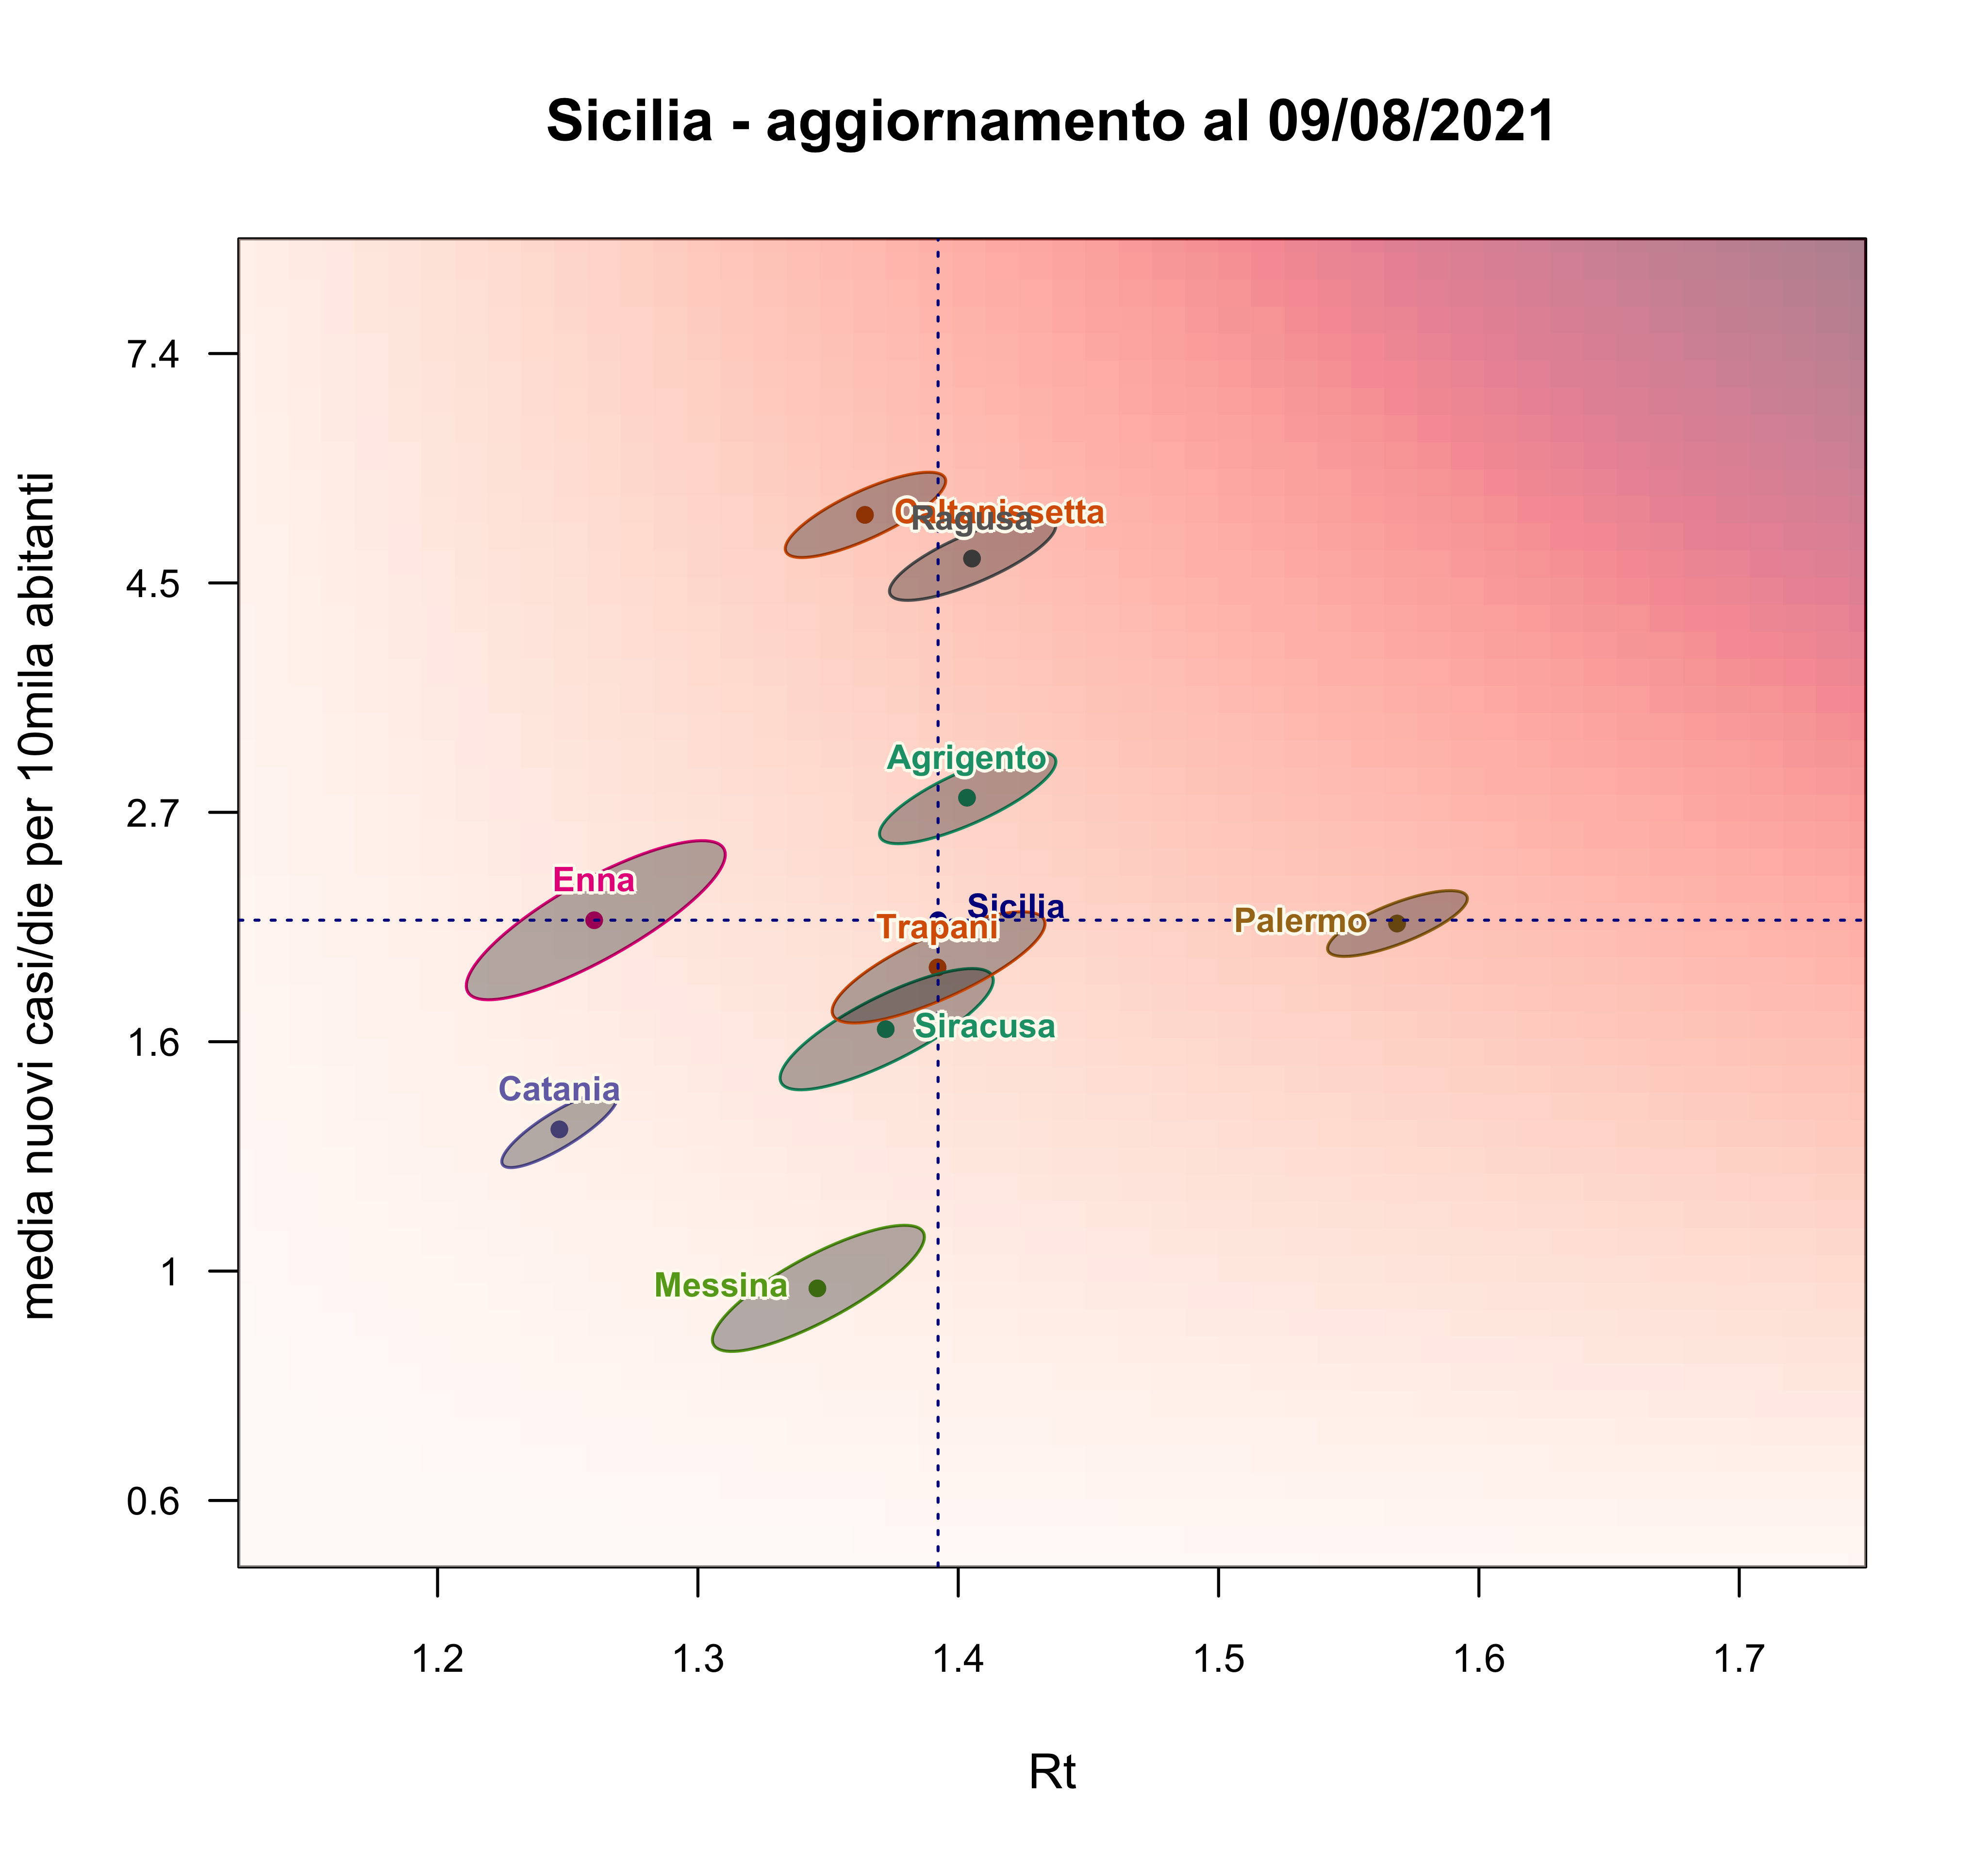 Sicilia - aggiornamento al 09/08/2021
media nuovi casi/die per 10mila abitanti
7.4
4.5
2.7
1.6
1
0.6
Caltanissetta
Ragusa
Agrigento
Enna
Sicilia
Trapani
Palermo
Siracusa
Catania
Messina
1.2 1.3 1.4 1.5 1.6 1.7
Rt